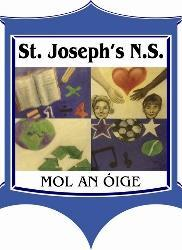 St. Joseph's N.S.
MOL AN ÓIGE